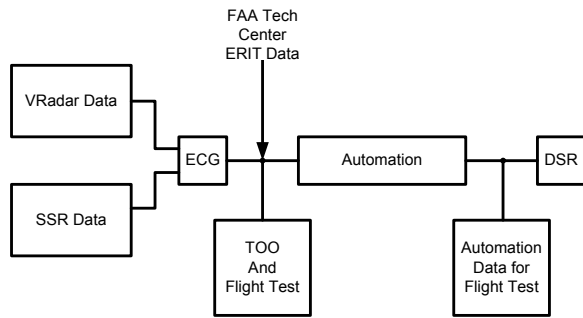 FAA Tech
Center
ERIT Data
VRadar Data
ECG
Automation
DSR
SSR Data
TOO
And
Flight Test
Automation
Data for
Flight Test